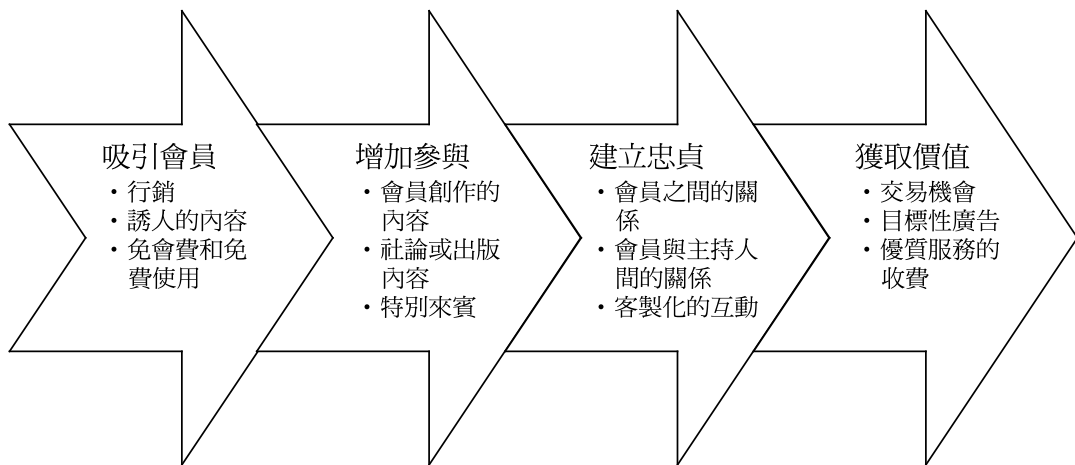 吸引會員
・行銷
・誘人的內容
・免會費和免
費使用
增加參與
・會員創作的
內容
・社論或出版
內容
・特別來賓
建立忠貞
・會員之間的關
係
・會員與主持人
間的關係
・客製化的互動
獲取價值
・交易機會
・目標性廣告
・優質服務的
收費